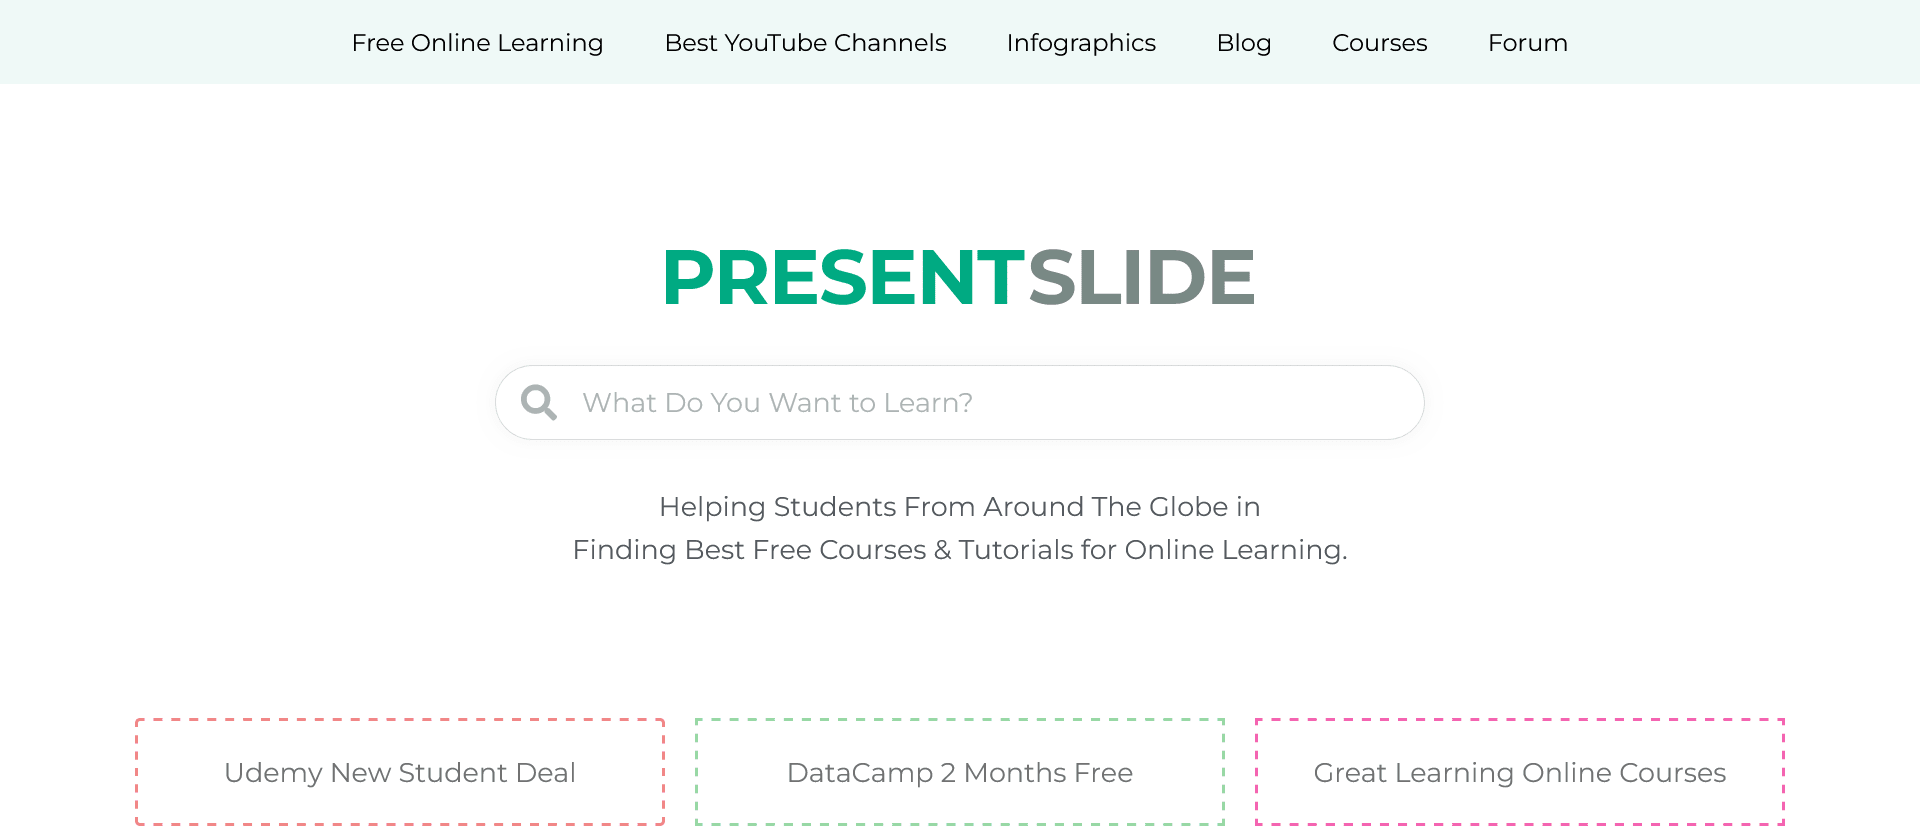 Free Online Learning Best YouTube Channels Infographics Blog Courses Forum
PRESENTSLIDE
What Do You Want to Learn?
Helping Students From Around The Globe in
Finding Best Free Courses & Tutorials for Online Learning.
Udemy New Student Deal DataCamp 2 Months Free Great Learning Online Courses